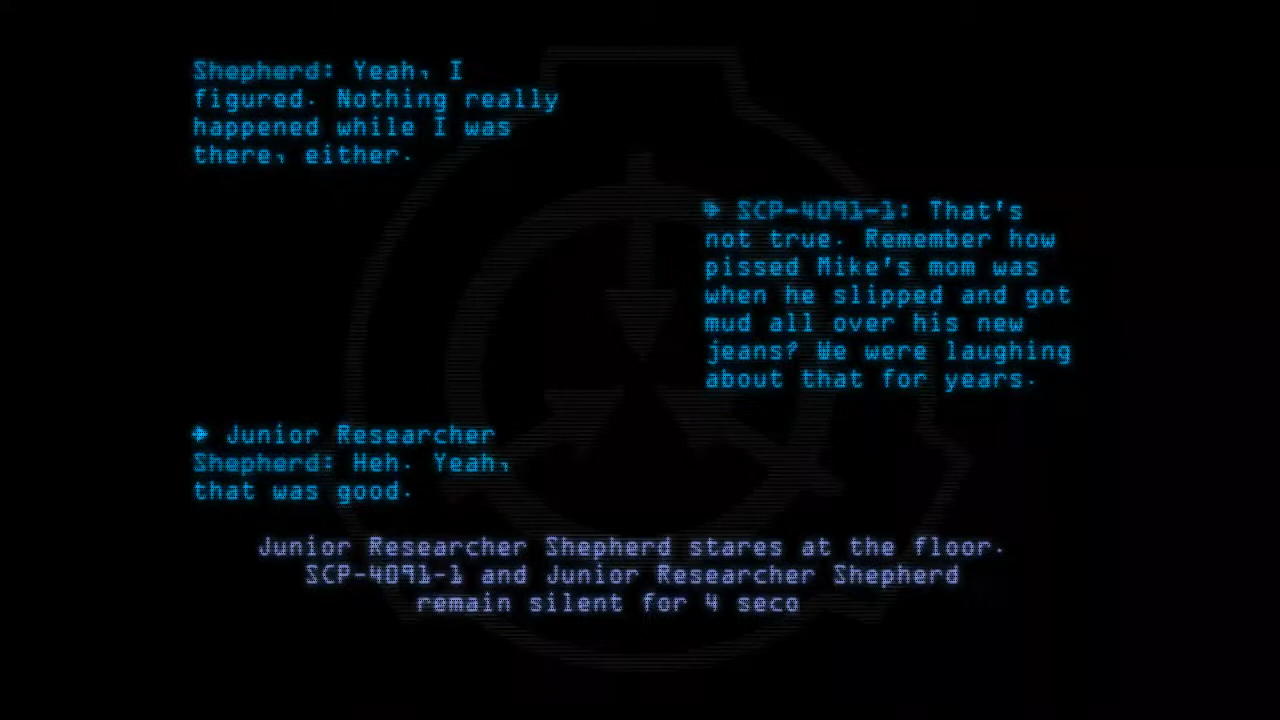 Shepherd: Yeah, I
figured. Nothing really
happened while I was
there, either.
SCP-4091-1: That's
not true. Remember how
pissed Mike's mom was
when he slipped and got
mud all over his new
jeans? We were laughing
about that for years.
Junior Researcher
Shepherd: Heh. Yeah,
that was good.
Junior Researcher Shepherd stares at the floor.
SCP-4091-1 and Junior Researcher Shepherd
remain silent for 4 seco